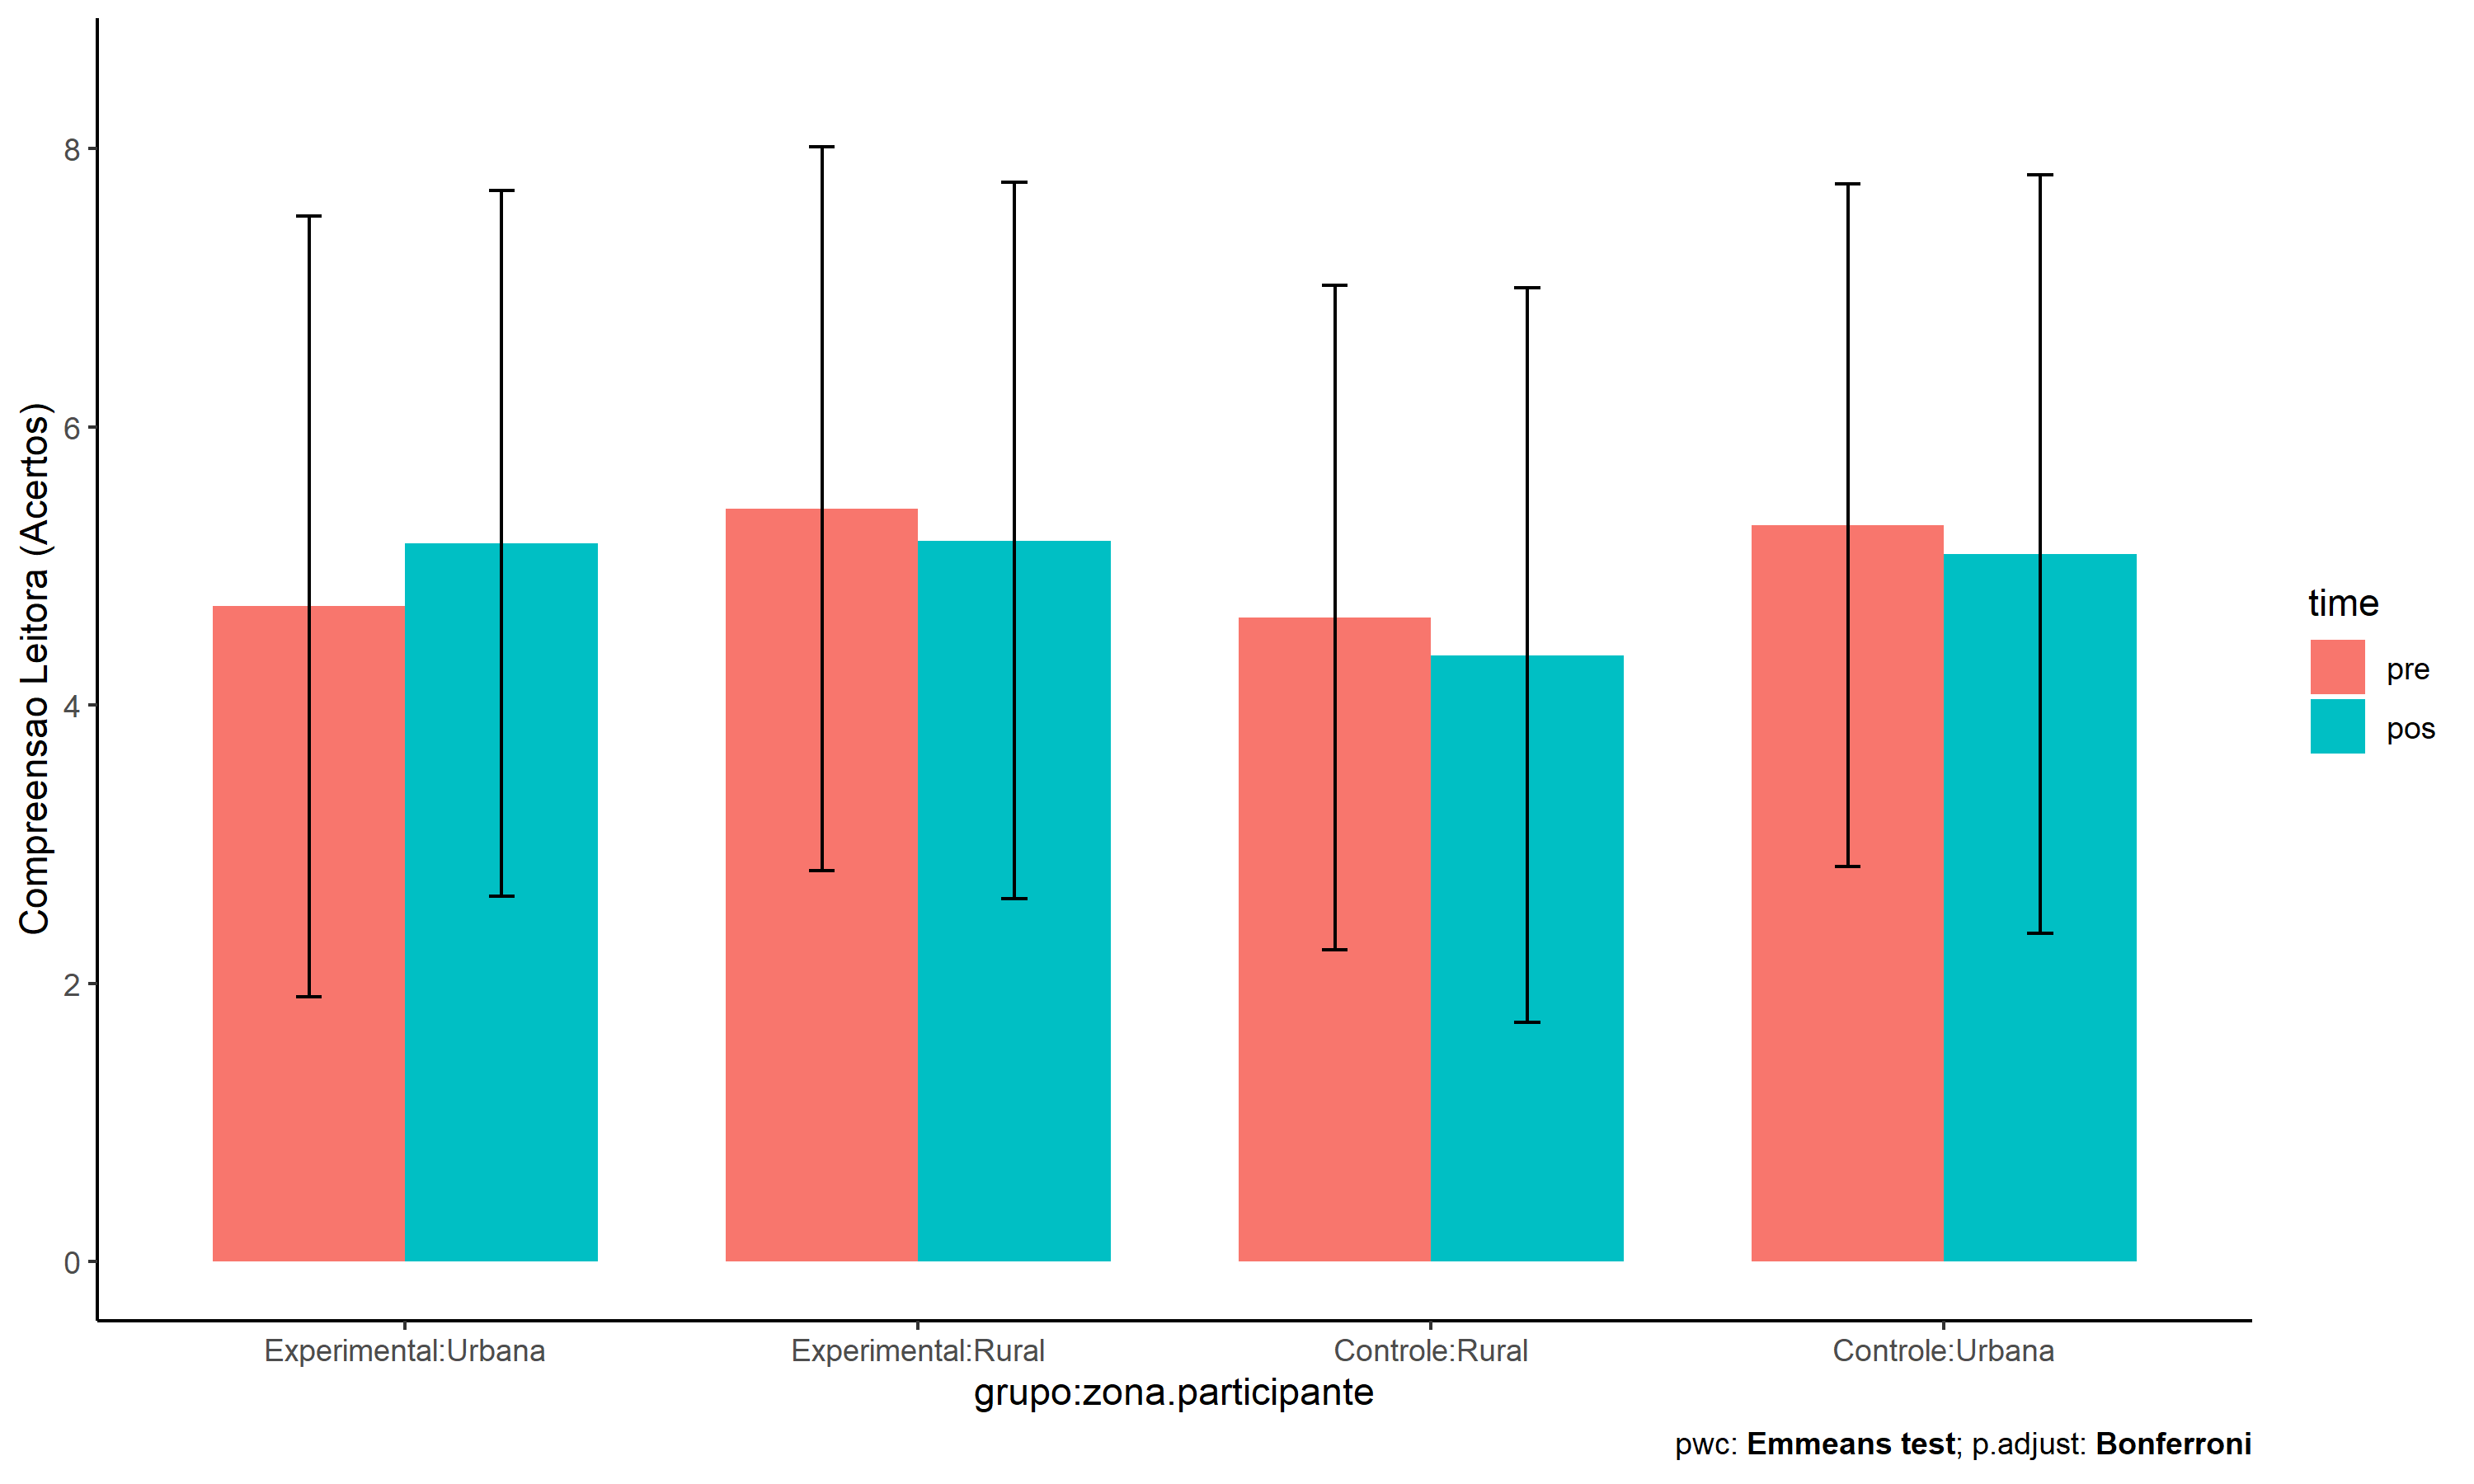 Compreensao Leitora (Acertos)
8
6
4
2
0
Experimental:Urbana
Experimental:Rural
Controle:Rural
Controle:Urbana
grupo:zona.participante
time
pre
pos
pwc: Emmeans test; p.adjust: Bonferroni